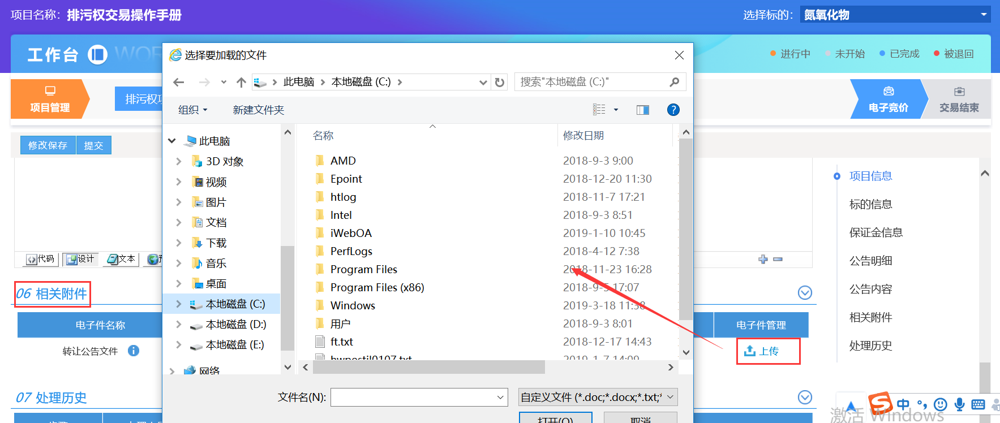 项目名称：排污权交易操作手册
选择标的：氮氧化物
工作台
进行中
未开始
已完成
被退回
项目管理
电子竞价
交易结束
修改保存
提交
代码
设计
文本
06 相关附件
电子件名称
电子件管理
转让公告文件
上传
07 处理历史
项目信息
标的信息
保证金信息
公告明细
公告内容
相关附件
处理历史
选择要加载的文件
此电脑
本地磁盘 (C:)
搜索"本地磁盘 (C:)"
组织
新建文件夹
此电脑
3D 对象
视频
图片
文档
下载
音乐
桌面
本地磁盘 (C:)
本地磁盘 (D:)
本地磁盘 (E:)
网络
名称
修改日期
AMD 2018-9-3 9:00
Epoint 2018-12-20 11:30
htlog 2018-11-7 17:21
Intel 2018-9-3 8:51
iWebOA 2019-1-10 10:45
PerfLogs 2018-4-12 7:38
Program Files 2018-11-23 16:28
Program Files (x86) 2018-9-5 17:07
Windows 2019-3-18 11:38
用户 2018-9-3 8:01
ft.txt 2018-12-17 14:43
2019-1-7 14:09
文件名(N):
自定义文件 (*.doc;*.docx;*.txt;*
打开(O)
取消
中
激活 Windows